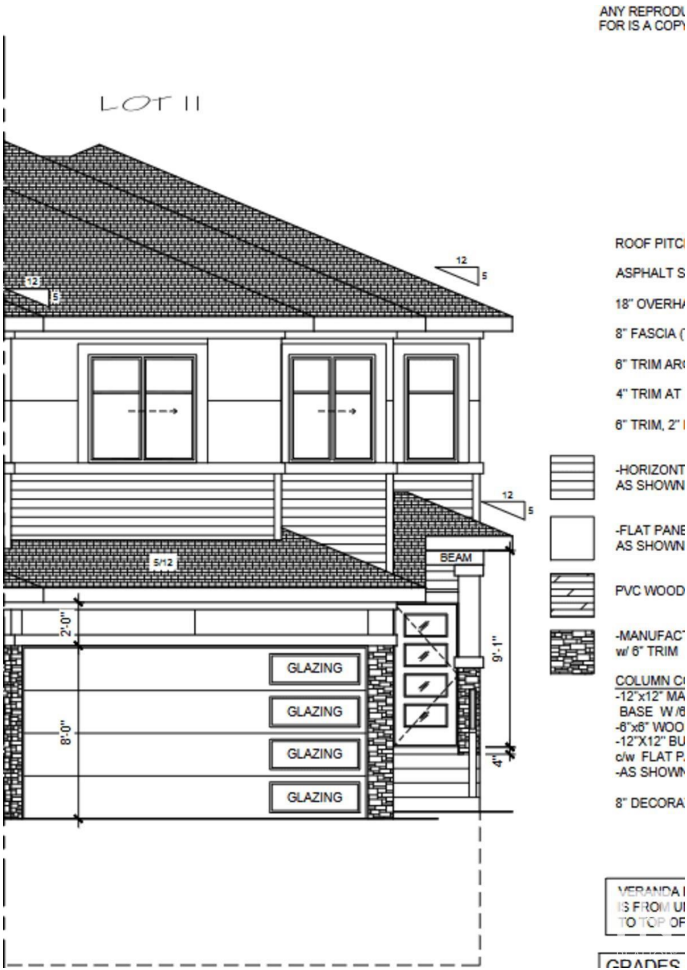 ANY REPRODU
FOR IS A COPY
LOT 11
ROOF PITC
12
5
ASPHALT S
12
5
18" OVERHA
8" FASCIA (
6" TRIM ARO
4" TRIM AT
6" TRIM, 2"
-HORIZONT
AS SHOWN
12
5
-FLAT PANE
AS SHOWN
5/12
BEAM
PVC WOOD
2'-0"
9'-1"
-MANUFACT
w/ 6" TRIM
GLAZING
GLAZING
GLAZING
GLAZING
8'-0"
4"
COLUMN CO
-12"x12" MA
BASE W/6
-6"x6" WOO
-12"X12" BU
c/w FLAT PA
-AS SHOWN
8" DECORA
VERANDA
IS FROM U
TO TOP OF
GRADES